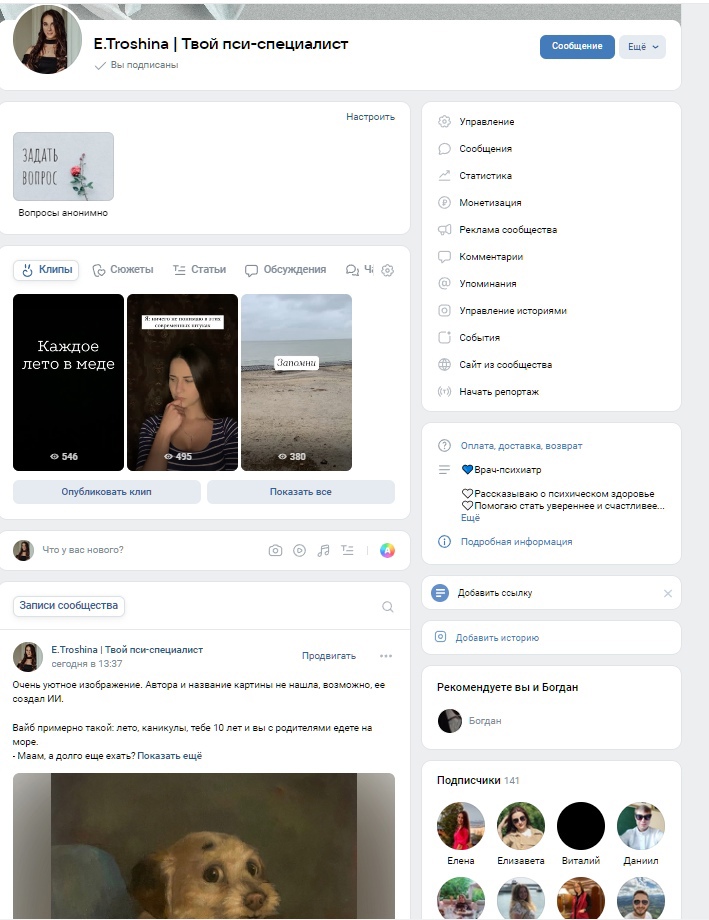 E.Troshina | Твой пси-специалист
Вы подписаны
Сообщение
Ещё
Настроить
ЗАДАТЬ
ВОПРОС
Вопросы анонимно
Клипы
Сюжеты
Статьи
Обсуждения
Каждое
лето в меде
546
Я: ничего не понимаю в этих
современных штуках
495
Запомни
380
Опубликовать клип
Показать все
Что у вас нового?
Записи сообщества
E.Troshina | Твой пси-специалист
сегодня в 13:37
Продвигать
Очень уютное изображение. Автора и название картины не нашла, возможно, ее
создал ИИ.
Вайб примерно такой: лето, каникулы, тебе 10 лет и вы с родителями едете на
море.
- Маам, а долго еще ехать? Показать ещё
Управление
Сообщения
Статистика
Монетизация
Реклама сообщества
Комментарии
Упоминания
Управление историями
События
Сайт из сообщества
Начать репортаж
Оплата, доставка, возврат
💙Врач-психиатр
♡Рассказываю о психическом здоровье
♡Помогаю стать увереннее и счастливее...
Ещё
Подробная информация
Добавить ссылку
Добавить историю
Рекомендуете вы и Богдан
Богдан
Подписчики 141
Елена
Елизавета
Виталий
Даниил